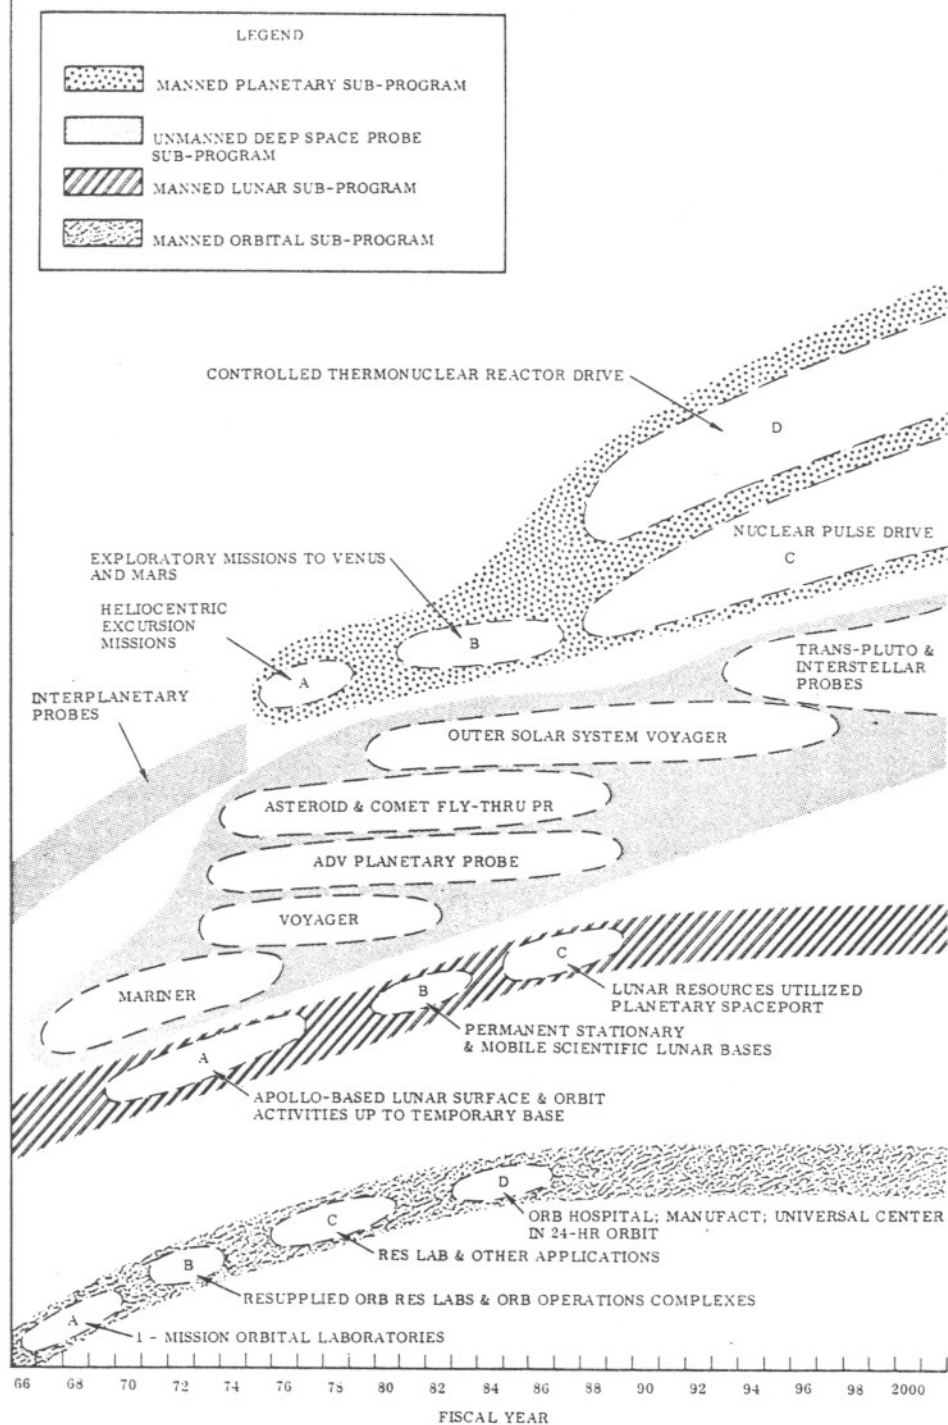 LEGEND
MANNED PLANETARY SUB-PROGRAM
UNMANNED DEEP SPACE PROBE
SUB-PROGRAM
MANNED LUNAR SUB-PROGRAM
MANNED ORBITAL SUB-PROGRAM
CONTROLLED THERMONUCLEAR REACTOR DRIVE
D
NUCLEAR PULSE DRIVE
C
EXPLORATORY MISSIONS TO VENUS
AND MARS
B
HELIOCENTRIC
EXCURSION
MISSIONS
A
INTERPLANETARY
PROBES
TRANS-PLUTO &
INTERSTELLAR
PROBES
OUTER SOLAR SYSTEM VOYAGER
ASTEROID & COMET FLY-THRU PR
ADV PLANETARY PROBE
VOYAGER
MARINER
C
LUNAR RESOURCES UTILIZED
PLANETARY SPACEPORT
B
PERMANENT STATIONARY
& MOBILE SCIENTIFIC LUNAR BASES
A
APOLLO-BASED LUNAR SURFACE & ORBIT
ACTIVITIES UP TO TEMPORARY BASE
D
ORB HOSPITAL; MANUFACT; UNIVERSAL CENTER
IN 24-HR ORBIT
C
RES LAB & OTHER APPLICATIONS
B
RESUPPLIED ORB RES LABS & ORB OPERATIONS COMPLEXES
A
1 - MISSION ORBITAL LABORATORIES
66 68 70 72 74 76 78 80 82 84 86 88 90 92 94 96 98 2000
FISCAL YEAR